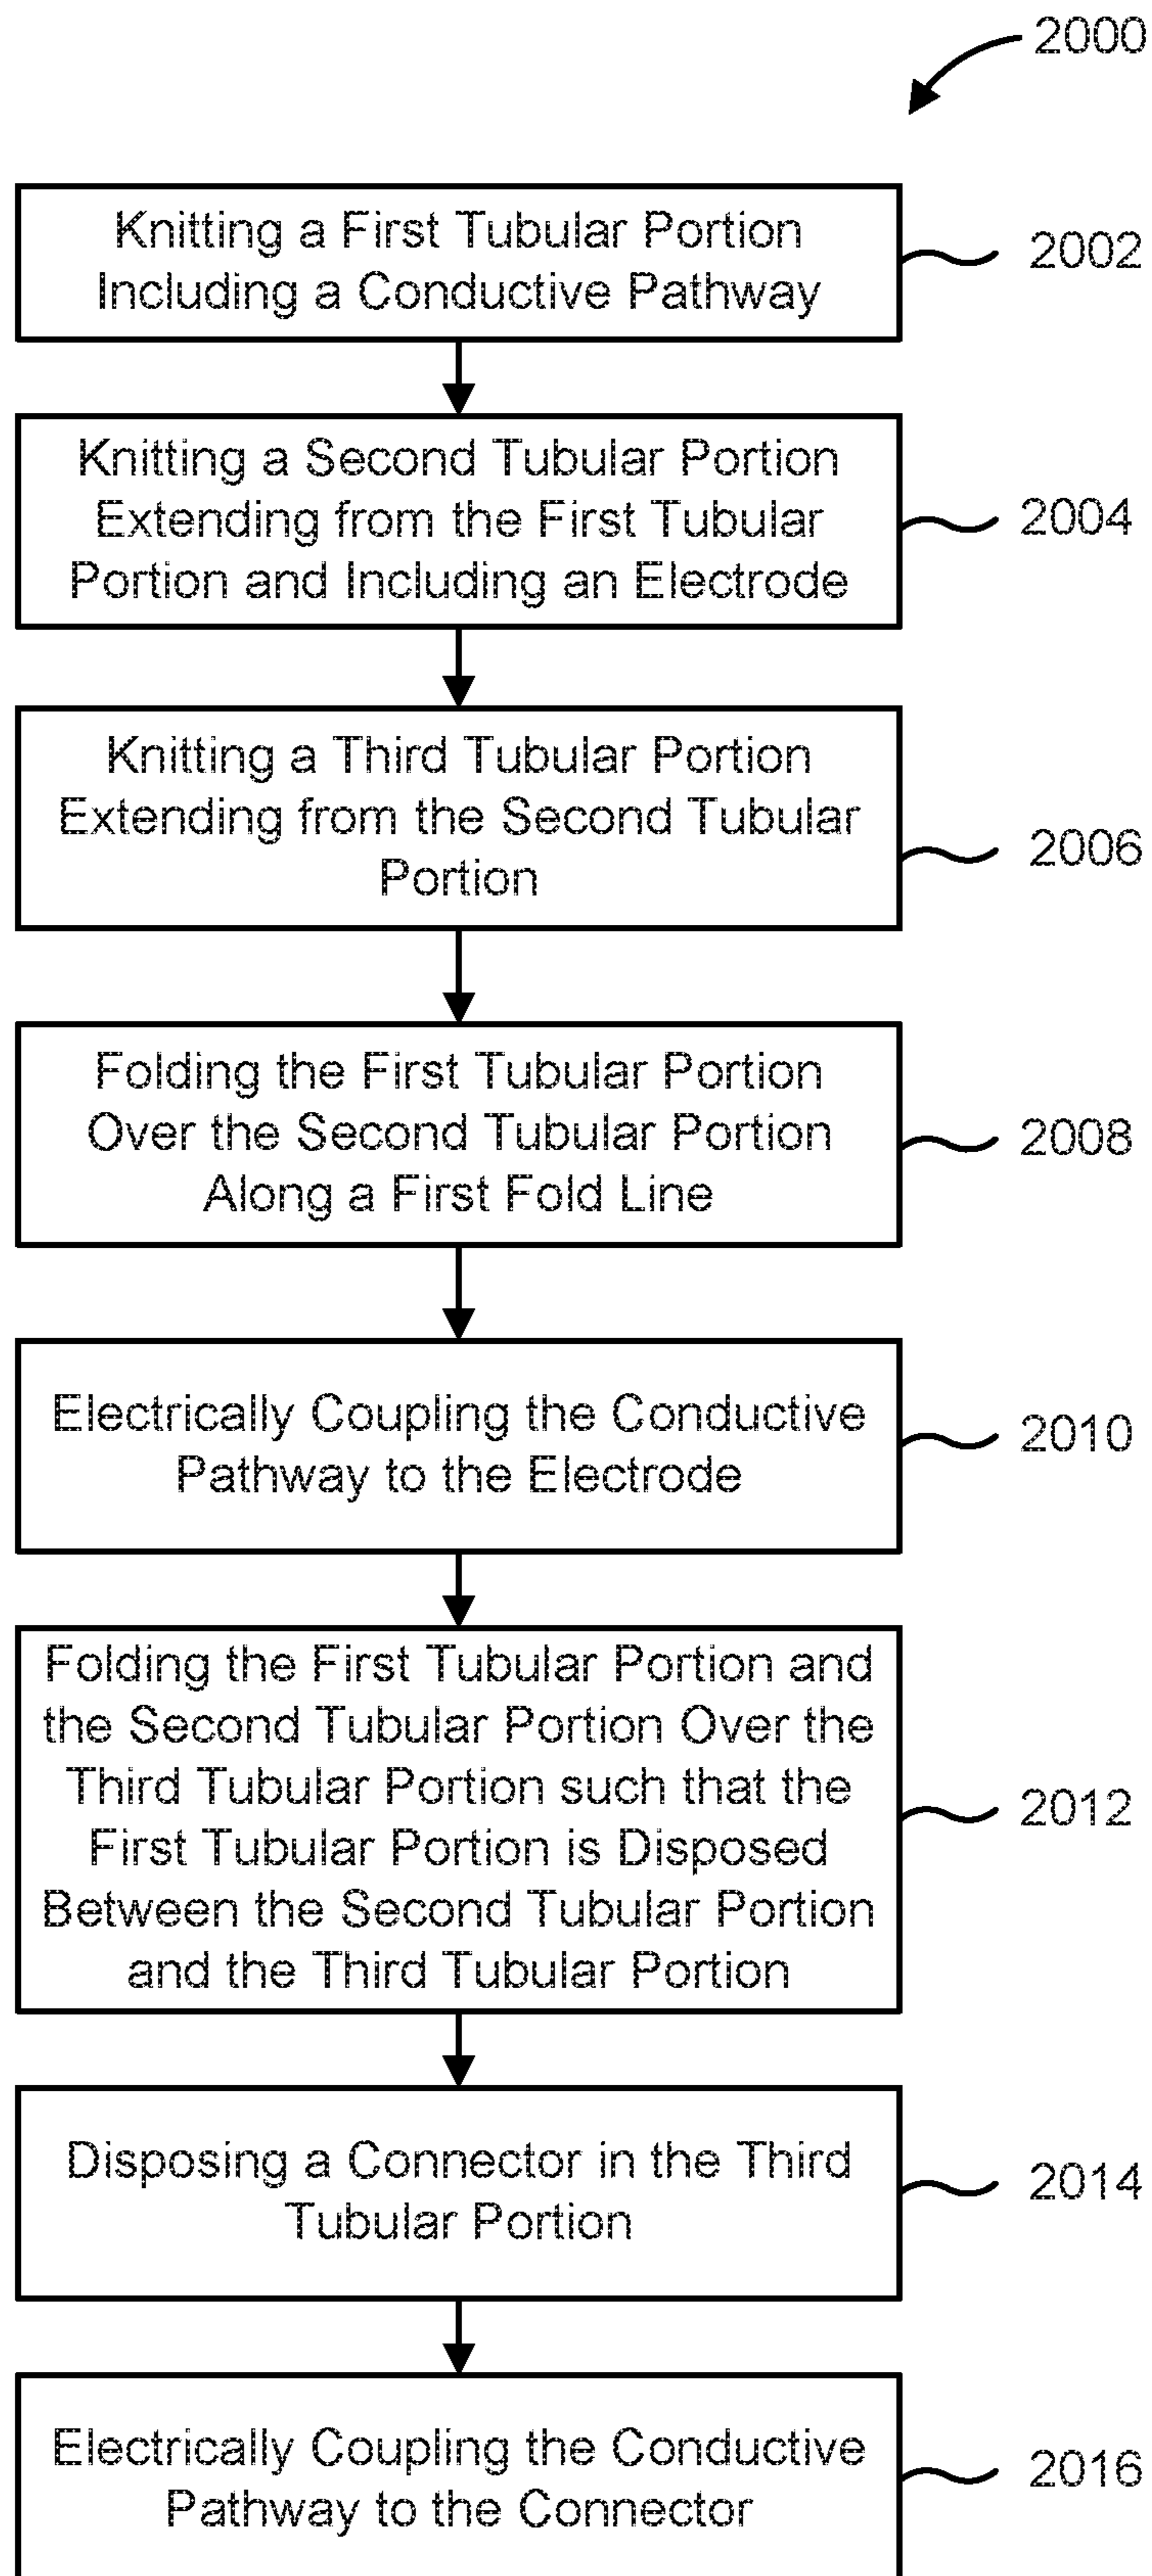 2000
Knitting a First Tubular Portion
Including a Conductive Pathway
2002
Knitting a Second Tubular Portion
Extending from the First Tubular
Portion and Including an Electrode
2004
Knitting a Third Tubular Portion
Extending from the Second Tubular
Portion
2006
Folding the First Tubular Portion
Over the Second Tubular Portion
Along a First Fold Line
2008
Electrically Coupling the Conductive
Pathway to the Electrode
2010
Folding the First Tubular Portion and
the Second Tubular Portion Over the
Third Tubular Portion such that the
First Tubular Portion is Disposed
Between the Second Tubular Portion
and the Third Tubular Portion
2012
Disposing a Connector in the Third
Tubular Portion
2014
Electrically Coupling the Conductive
Pathway to the Connector
2016